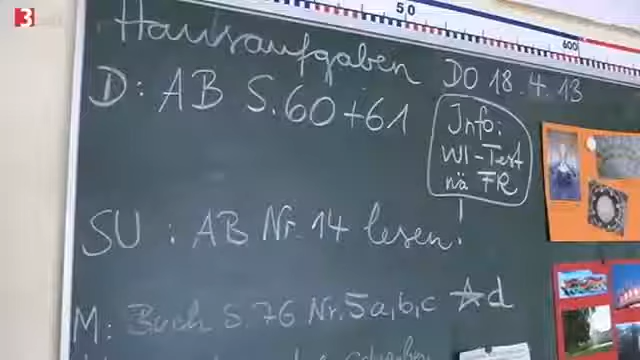 3
50
600
Hausaufgaben DO 18.4.13
D: AB S.60+61
Info:
WI-Test
nä FR
SU: AB Nr. 14 lesen!
M: Buch S.76 Nr.5a,b,c ☆d